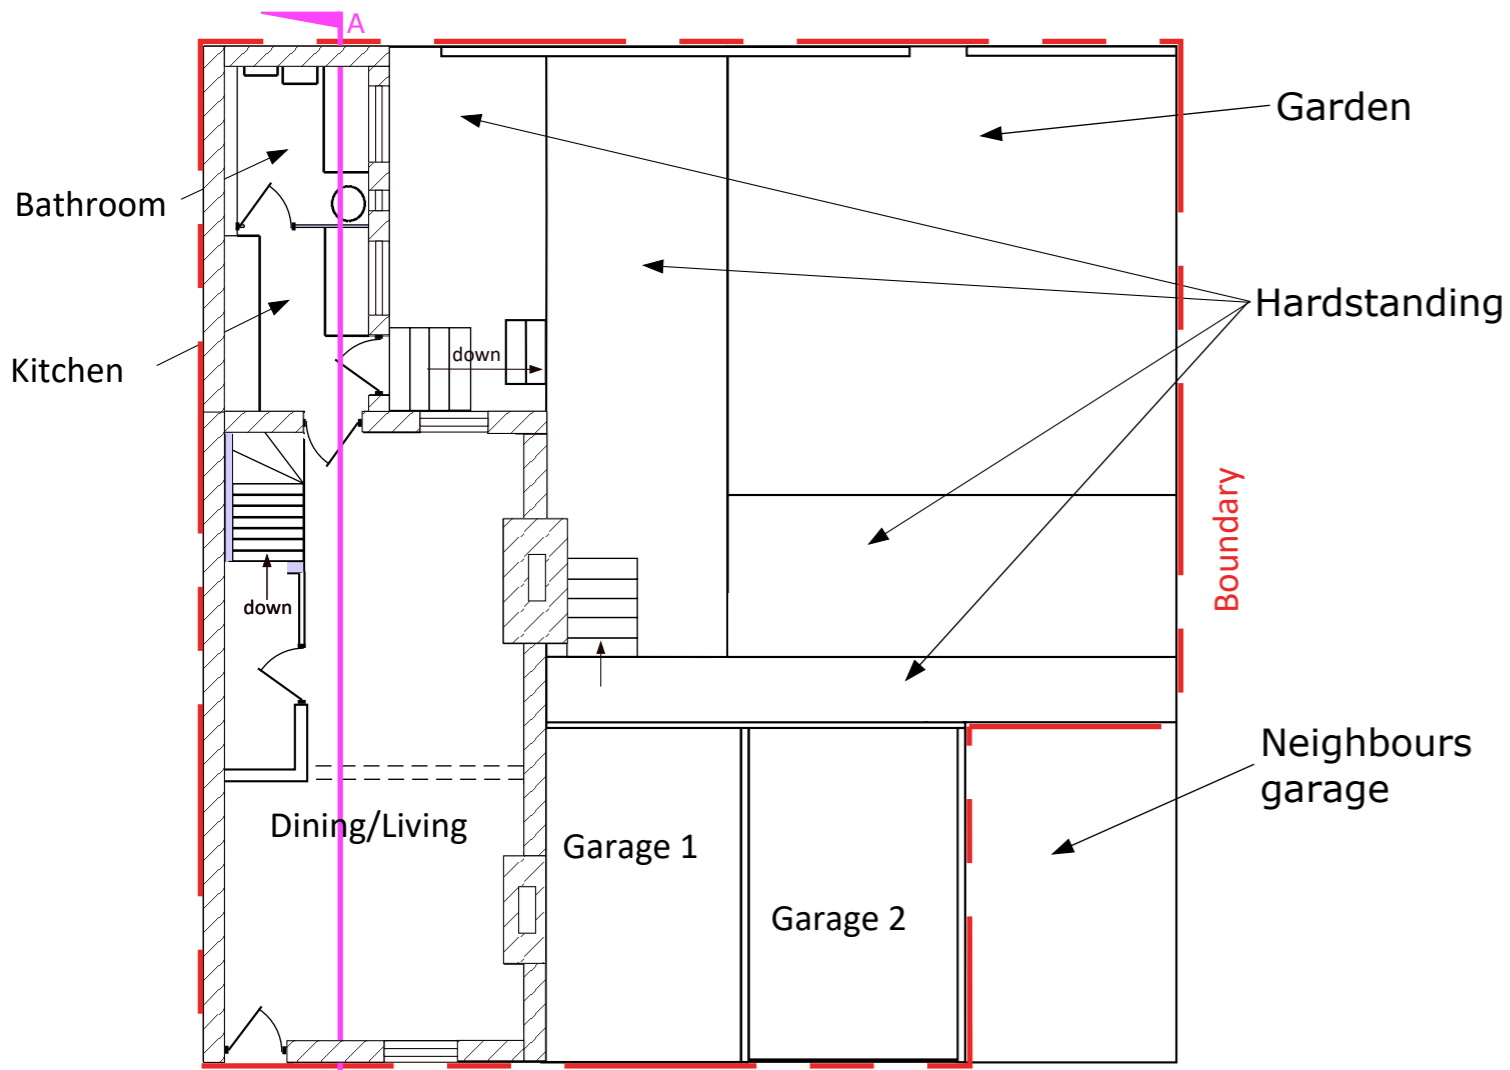 A
Garden
Bathroom
Hardstanding
down
Kitchen
Boundary
down
Neighbours
garage
Dining/Living
Garage 1
Garage 2